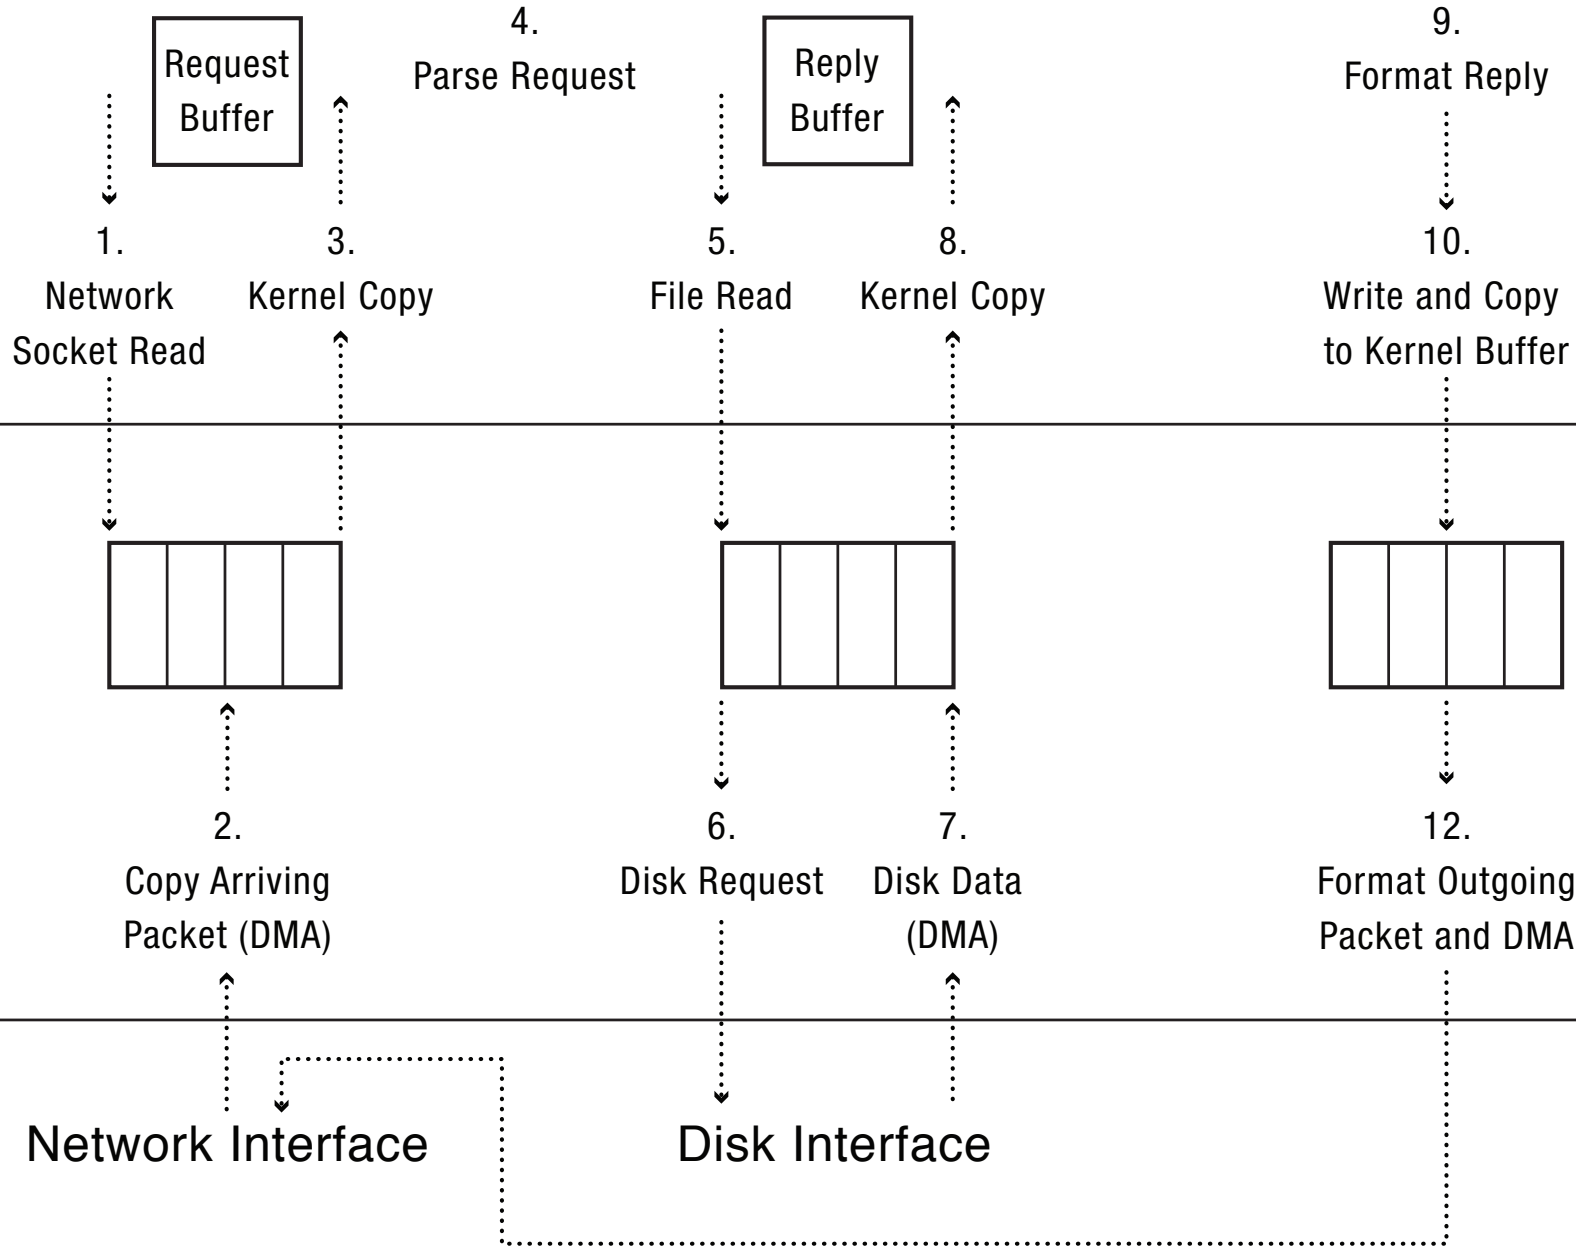 Request
Buffer
4.
Parse Request
Reply
Buffer
9.
Format Reply
1.
Network
Socket Read
3.
Kernel Copy
5.
File Read
8.
Kernel Copy
10.
Write and Copy
to Kernel Buffer
2.
Copy Arriving
Packet (DMA)
6.
Disk Request
7.
Disk Data
(DMA)
12.
Format Outgoing
Packet and DMA
Network Interface
Disk Interface